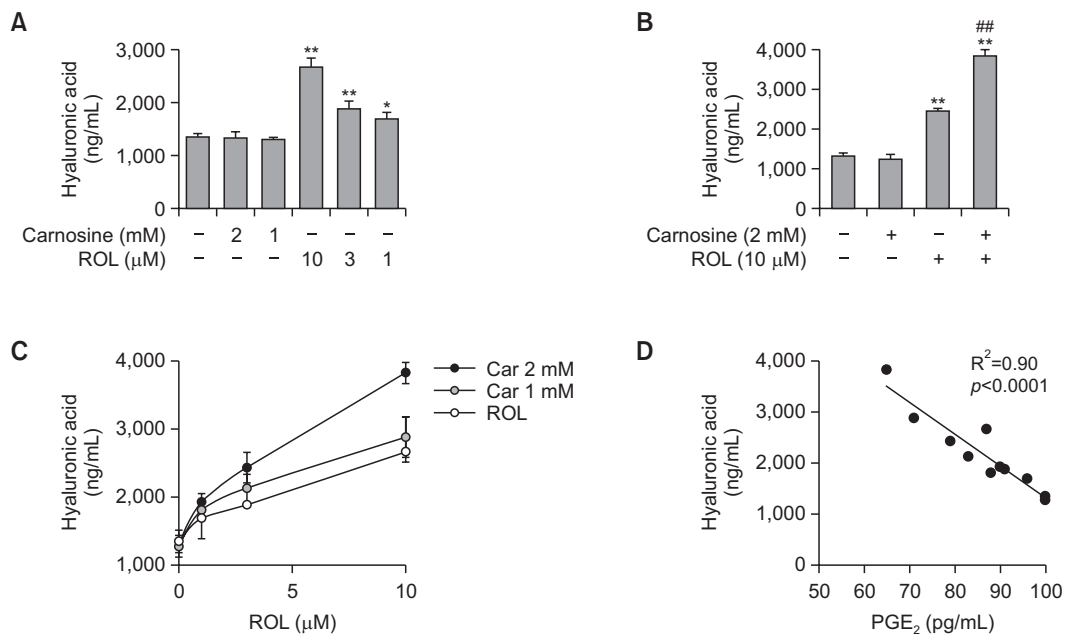 A
Hyaluronic acid
(ng/mL)
3,000
2,000
1,000
0
**
**
*
Carnosine (mM) – 2 1 – – –
ROL (μM) – – – 10 3 1
B
Hyaluronic acid
(ng/mL)
4,000
3,000
2,000
1,000
0
**
##
**
Carnosine (2 mM) – + – +
ROL (10 μM) – – + +
C
Hyaluronic acid
(ng/mL)
4,000
3,000
2,000
1,000
0 5 10
ROL (μM)
Car 2 mM
Car 1 mM
ROL
D
Hyaluronic acid
(ng/mL)
4,000
3,000
2,000
1,000
0
R²=0.90
p<0.0001
50 60 70 80 90 100
PGE₂ (pg/mL)